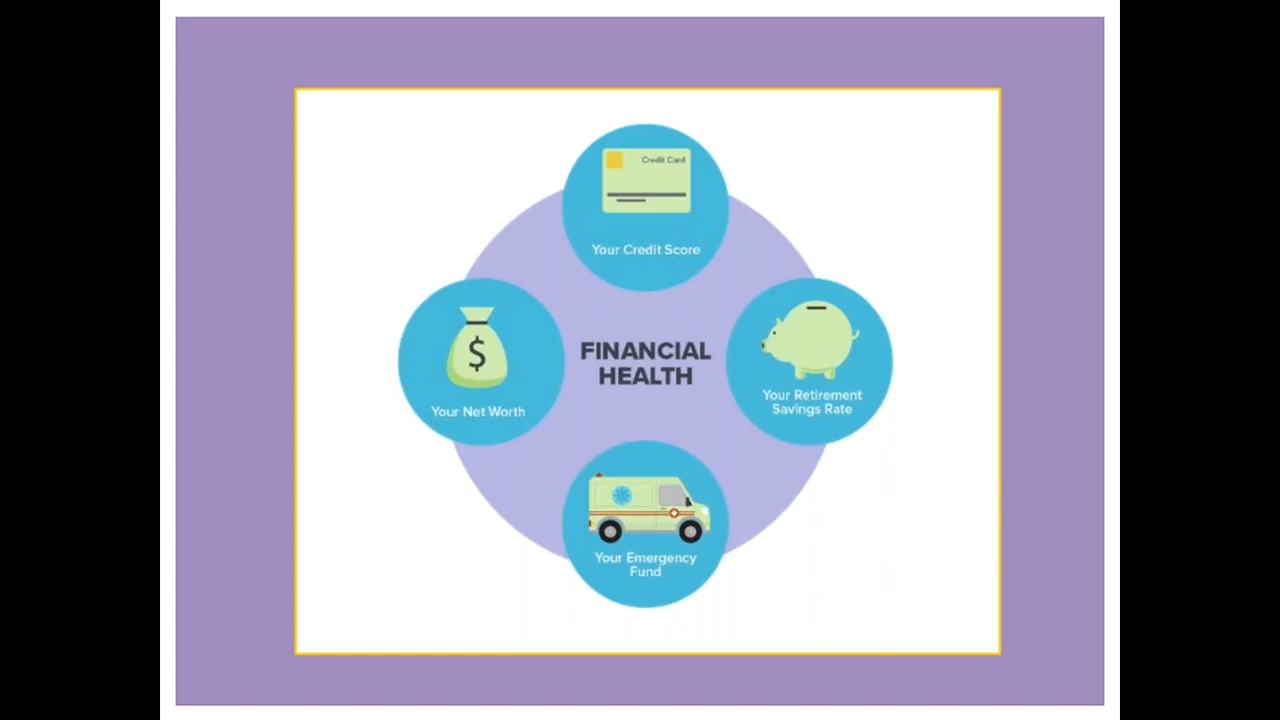 Credit Card
Your Credit Score
$
Your Net Worth
FINANCIAL
HEALTH
Your Retirement
Savings Rate
Your Emergency
Fund